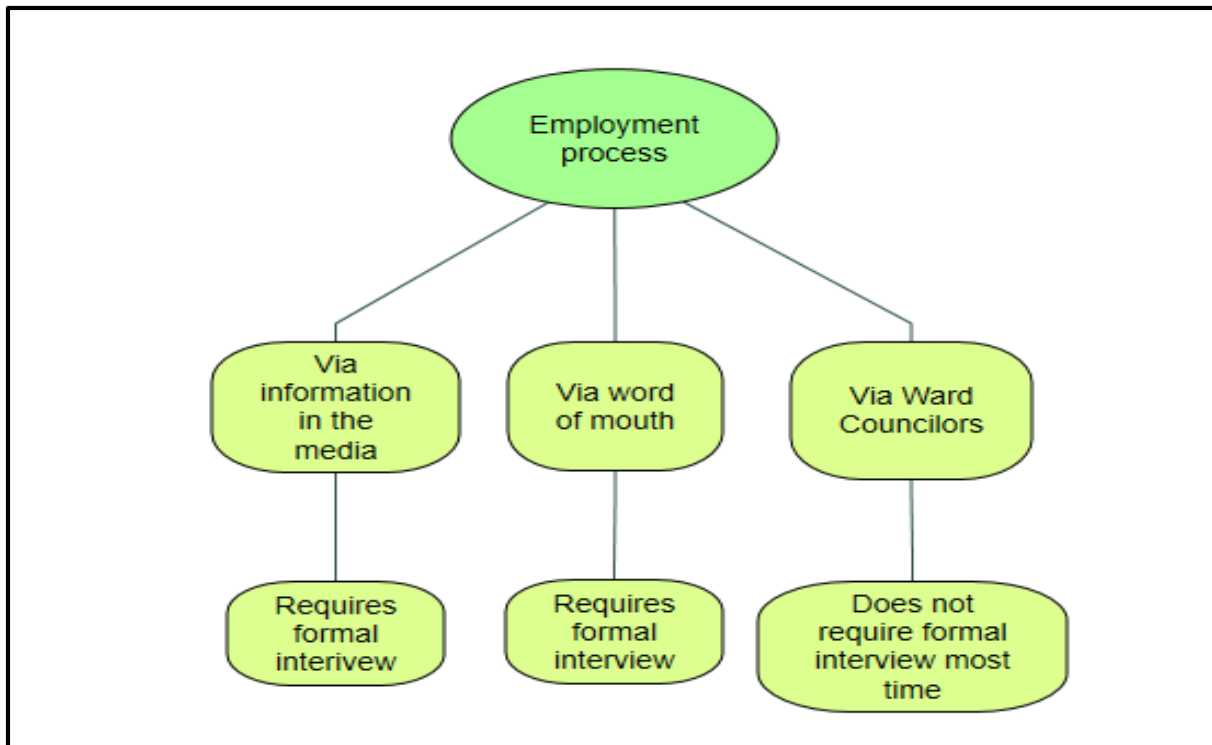 Employment
process
Via
information
in the
media
Via word
of mouth
Via Ward
Councilors
Requires
formal
interivew
Requires
formal
interview
Does not
require formal
interview most
time